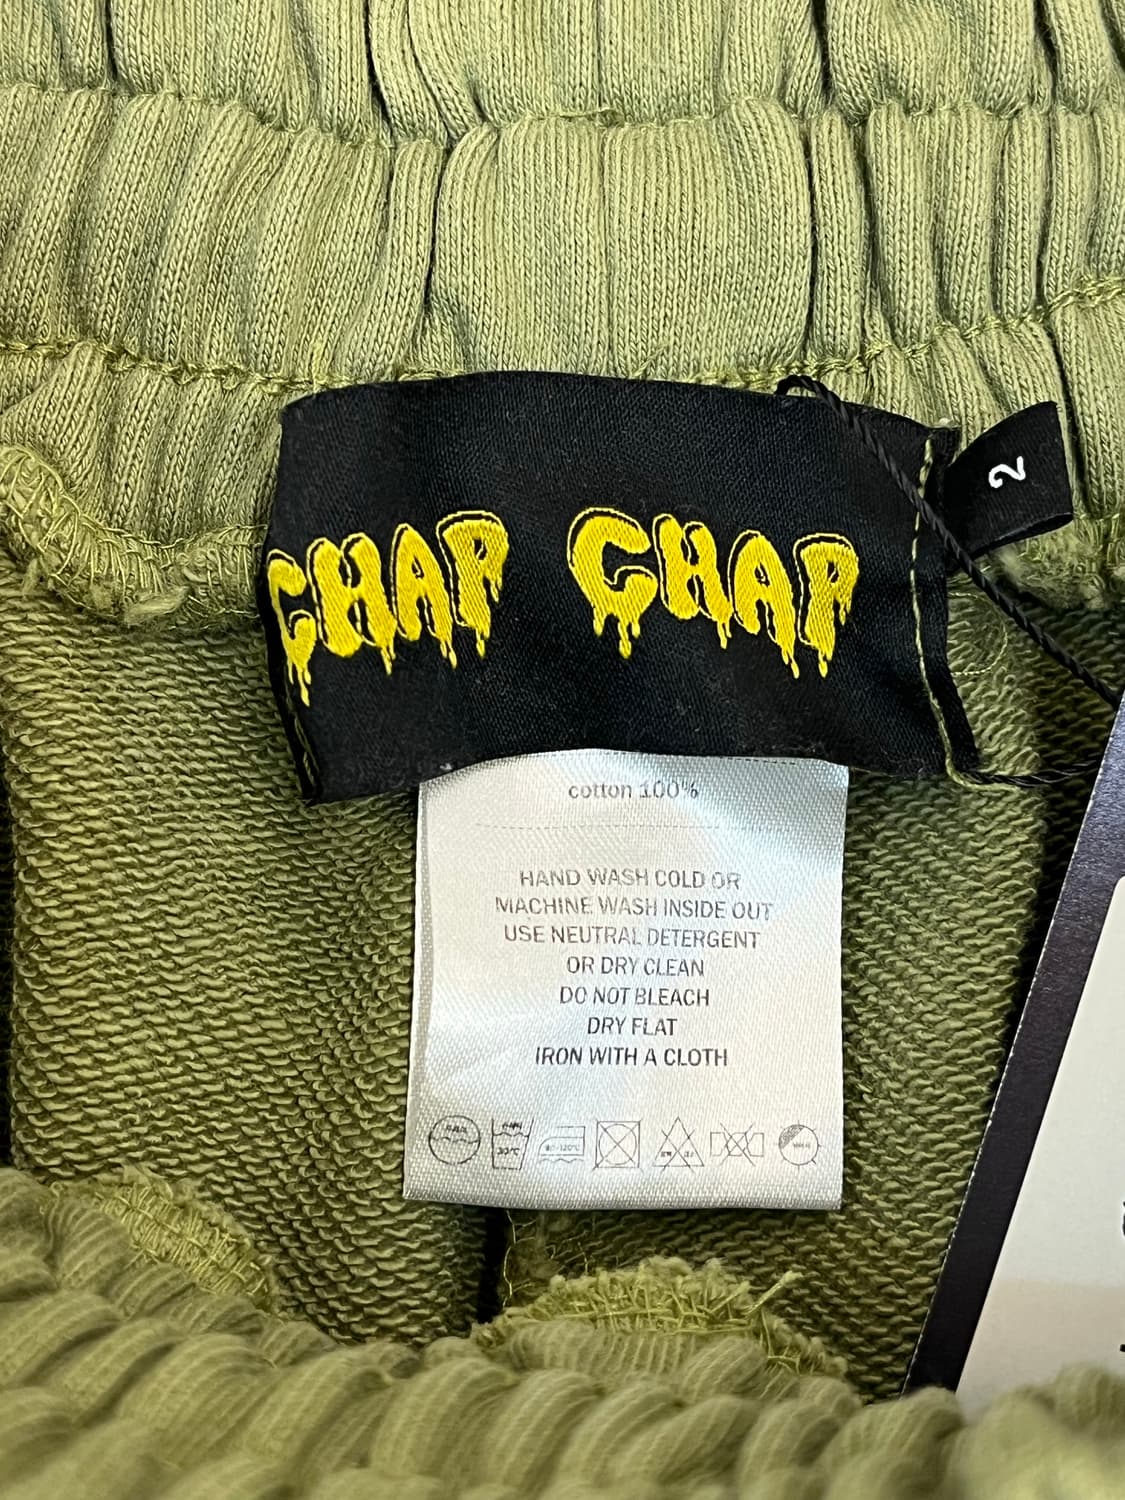 CHAP CHAP
2
cotton 100%
HAND WASH COLD OR
MACHINE WASH INSIDE OUT
USE NEUTRAL DETERGENT
OR DRY CLEAN
DO NOT BLEACH
DRY FLAT
IRON WITH A CLOTH
30°C